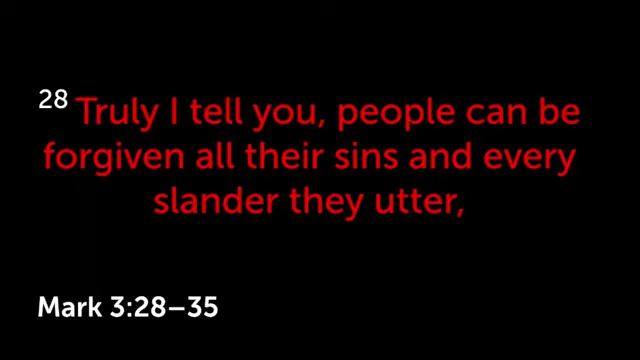 28 Truly I tell you, people can be
forgiven all their sins and every
slander they utter,
Mark 3:28–35